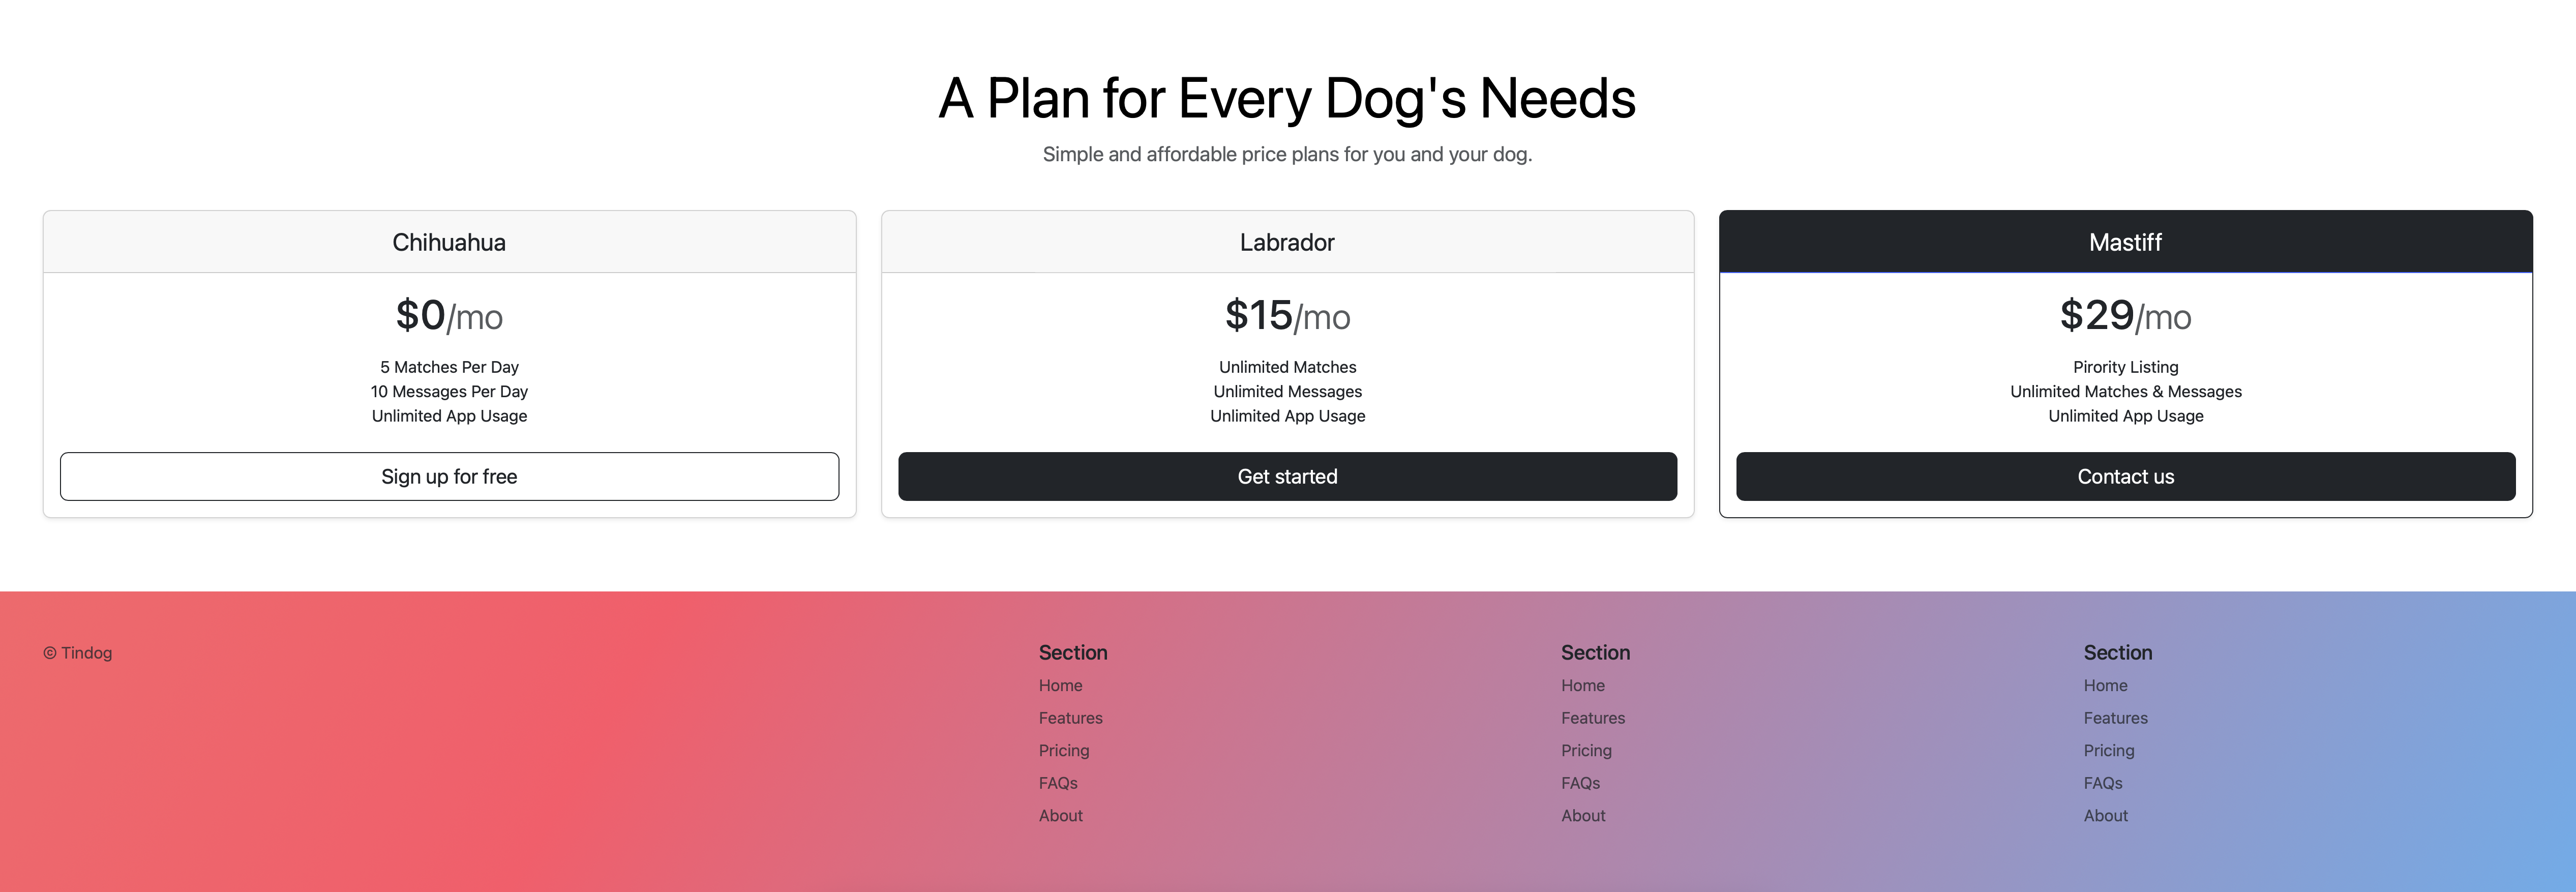 A Plan for Every Dog's Needs
Simple and affordable price plans for you and your dog.
Chihuahua
$0/mo
5 Matches Per Day
10 Messages Per Day
Unlimited App Usage
Sign up for free
Labrador
$15/mo
Unlimited Matches
Unlimited Messages
Unlimited App Usage
Get started
Mastiff
$29/mo
Pirority Listing
Unlimited Matches & Messages
Unlimited App Usage
Contact us
© Tindog
Section
Home
Features
Pricing
FAQs
About
Section
Home
Features
Pricing
FAQs
About
Section
Home
Features
Pricing
FAQs
About